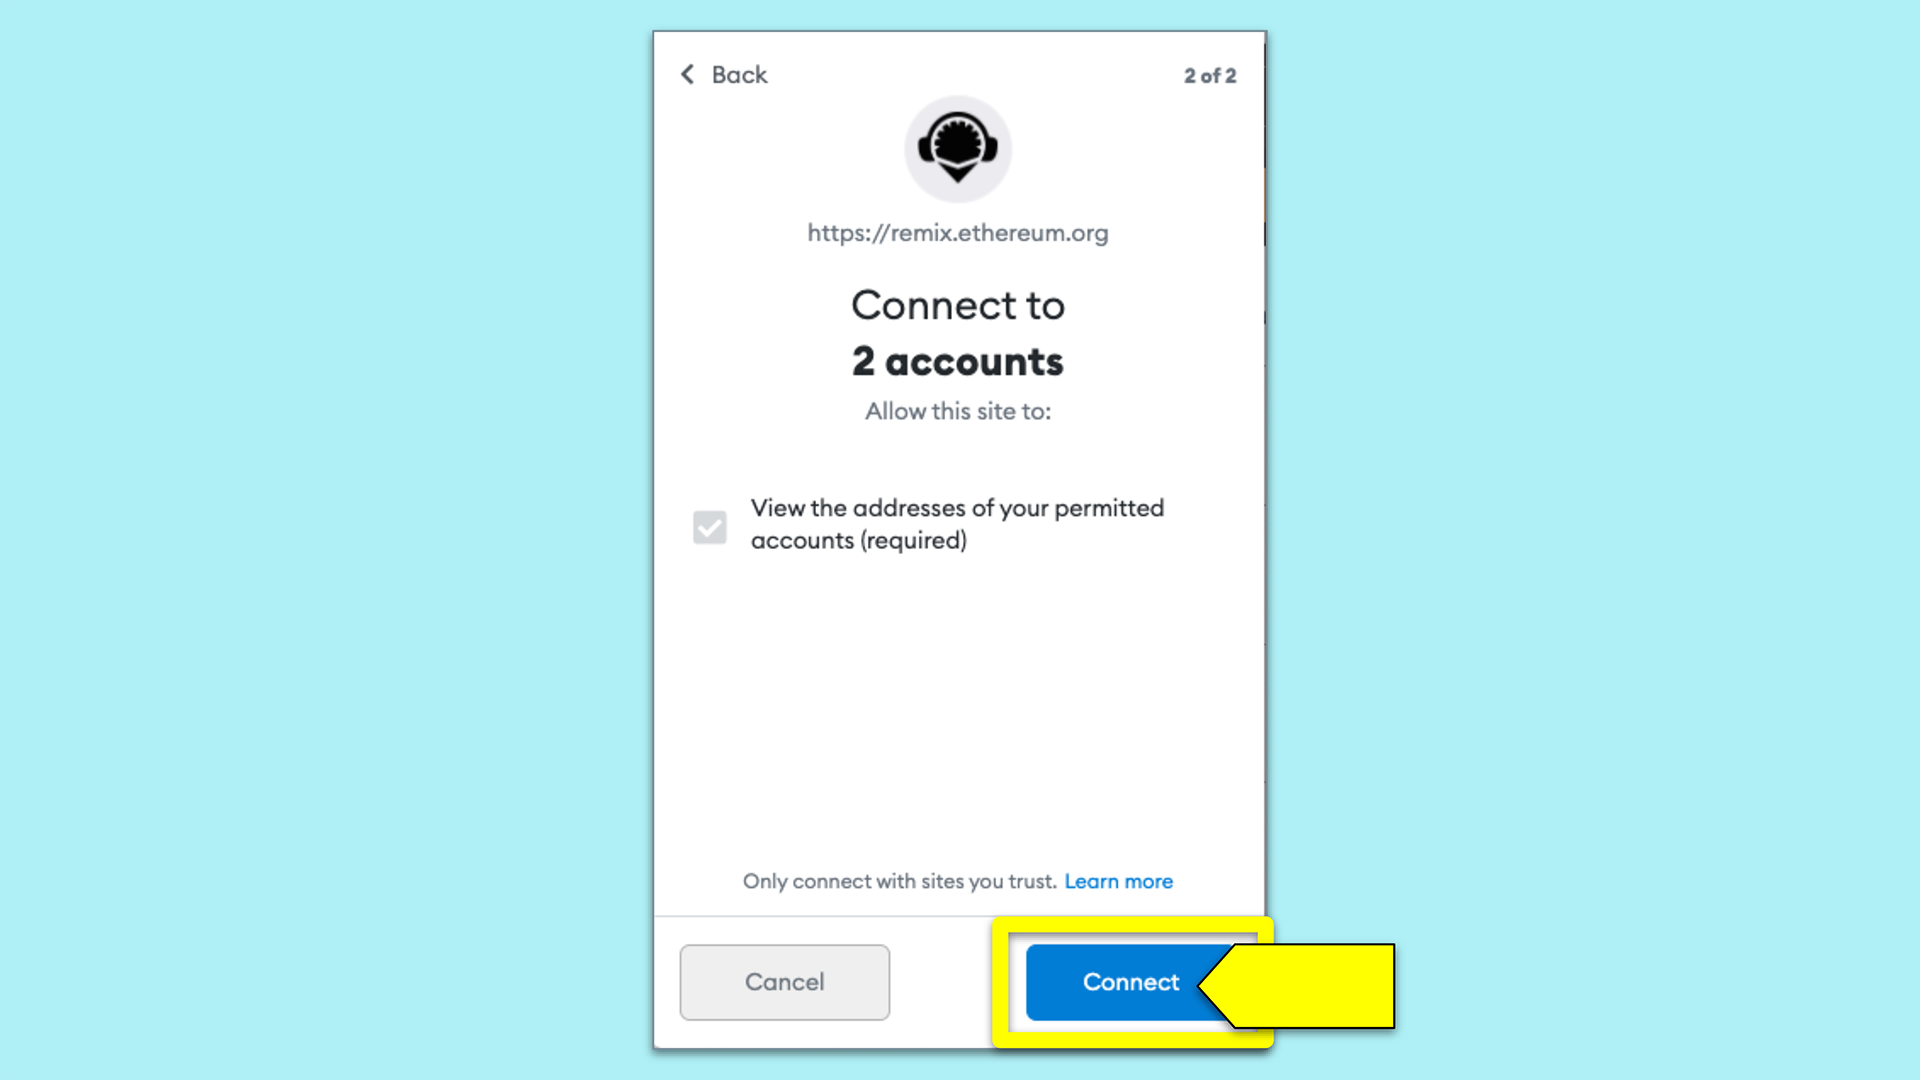 Back
2 of 2
https://remix.ethereum.org
Connect to
2 accounts
Allow this site to:
View the addresses of your permitted
accounts (required)
Only connect with sites you trust. Learn more
Cancel
Connect